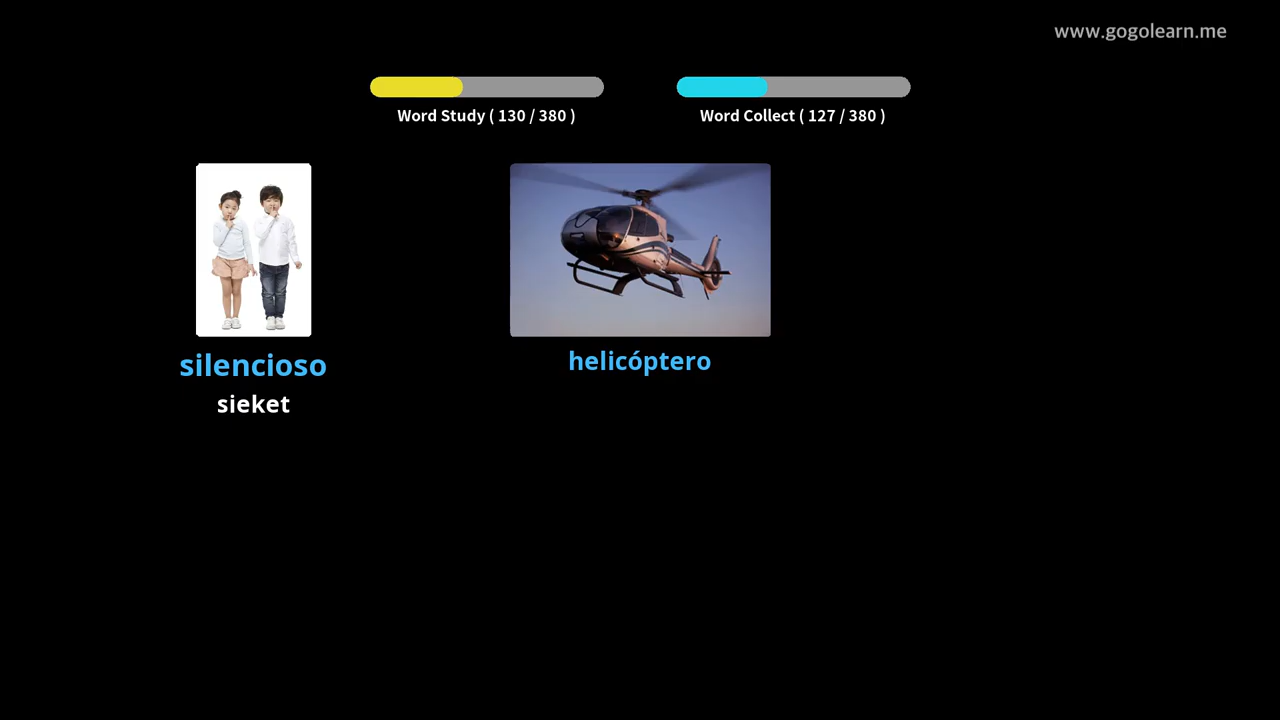 www.gogolearn.me
Word Study ( 130 / 380 )
Word Collect ( 127 / 380 )
silencioso
sieket
helicóptero